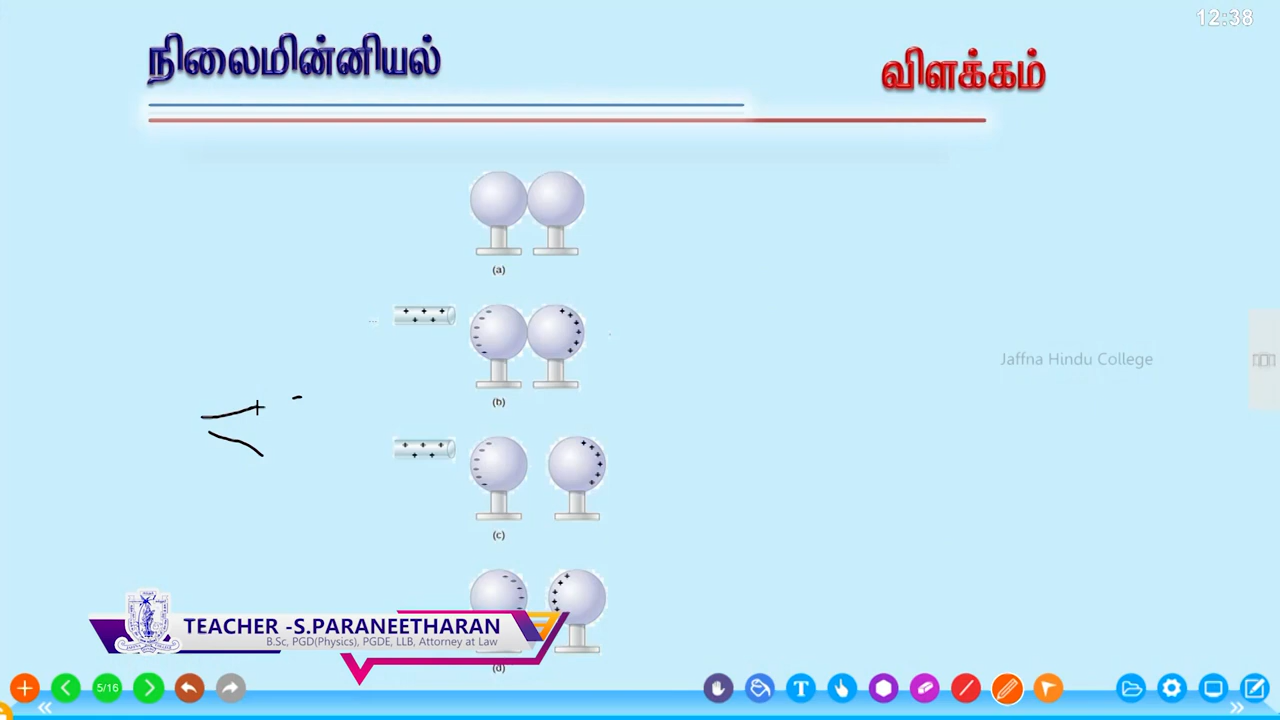 12:38
நிலைமின்னியல்
விளக்கம்
(a)
+ + + + +
(b)
Jaffna Hindu College
+ + + + +
(c)
TEACHER -S.PARANEETHARAN
B.Sc, PGD(Physics), PGDE, LLB, Attorney at Law
(d)
5/16
T